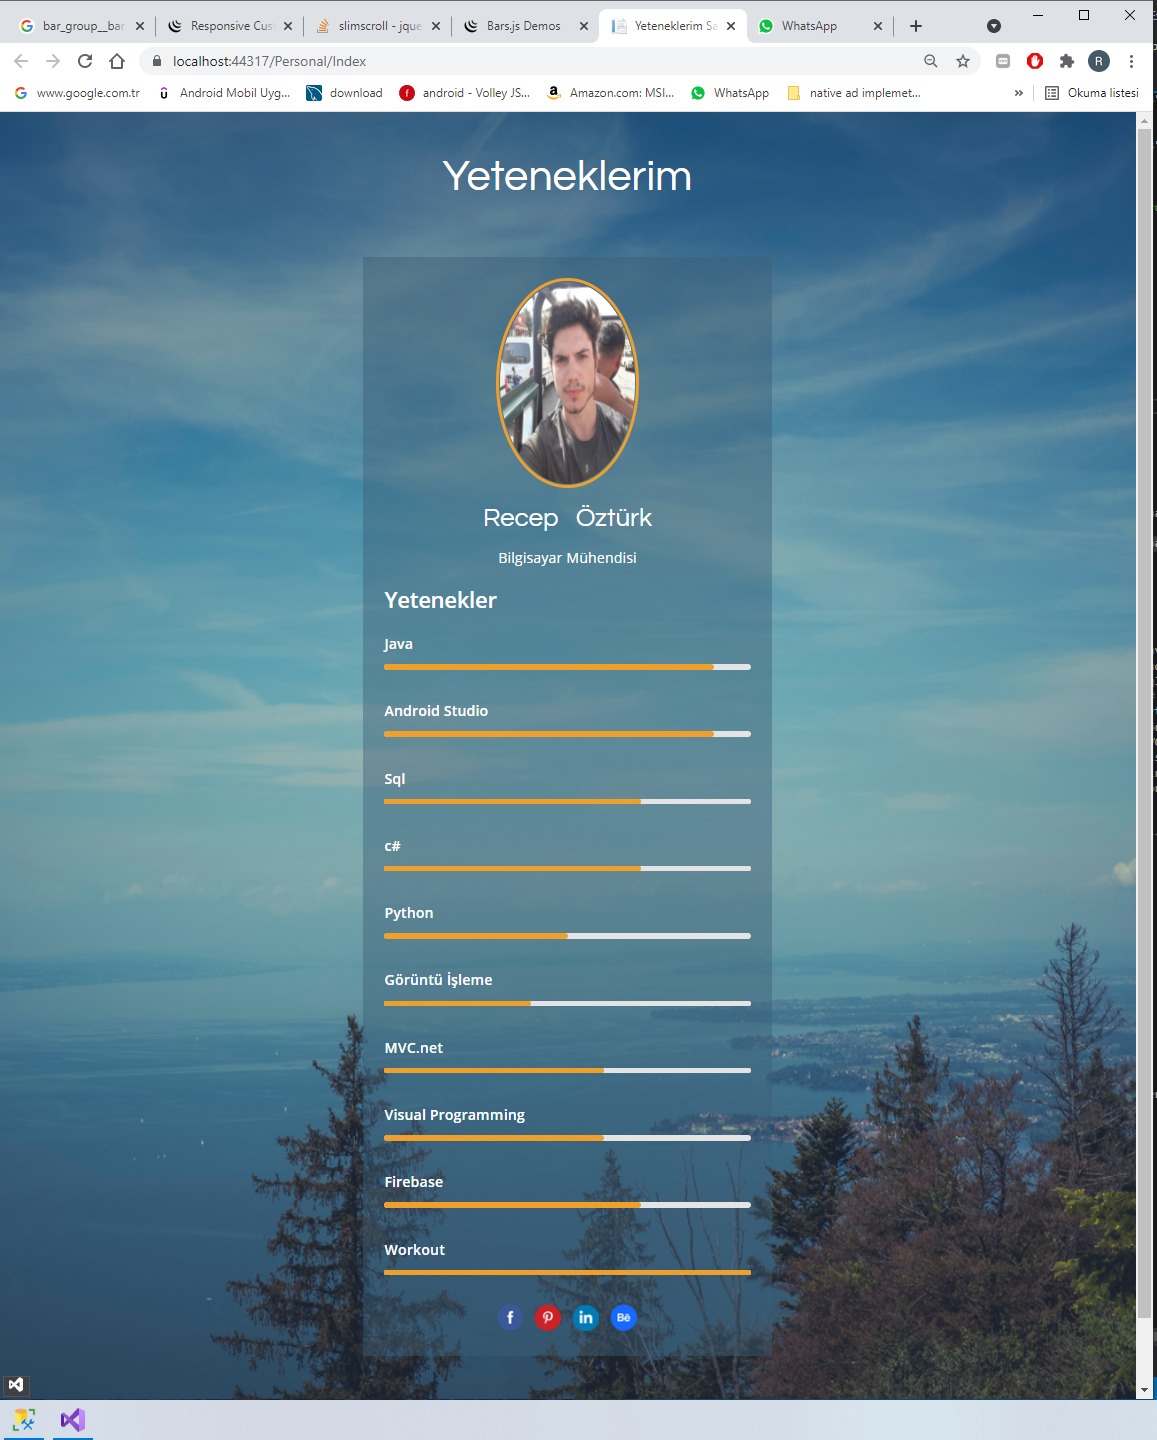 bar_group__bar
Responsive Cust
slimscroll - jque
Bars.js Demos
Yeteneklerim Sa
WhatsApp
localhost:44317/Personal/Index
R
www.google.com.tr
Android Mobil Uyg...
download
android - Volley JS...
Amazon.com: MSI...
WhatsApp
native ad implemet...
»
Okuma listesi
Yeteneklerim
Recep Öztürk
Bilgisayar Mühendisi
Yetenekler
Java
Android Studio
Sql
c#
Python
Görüntü İşleme
MVC.net
Visual Programming
Firebase
Workout
f
in
Bē